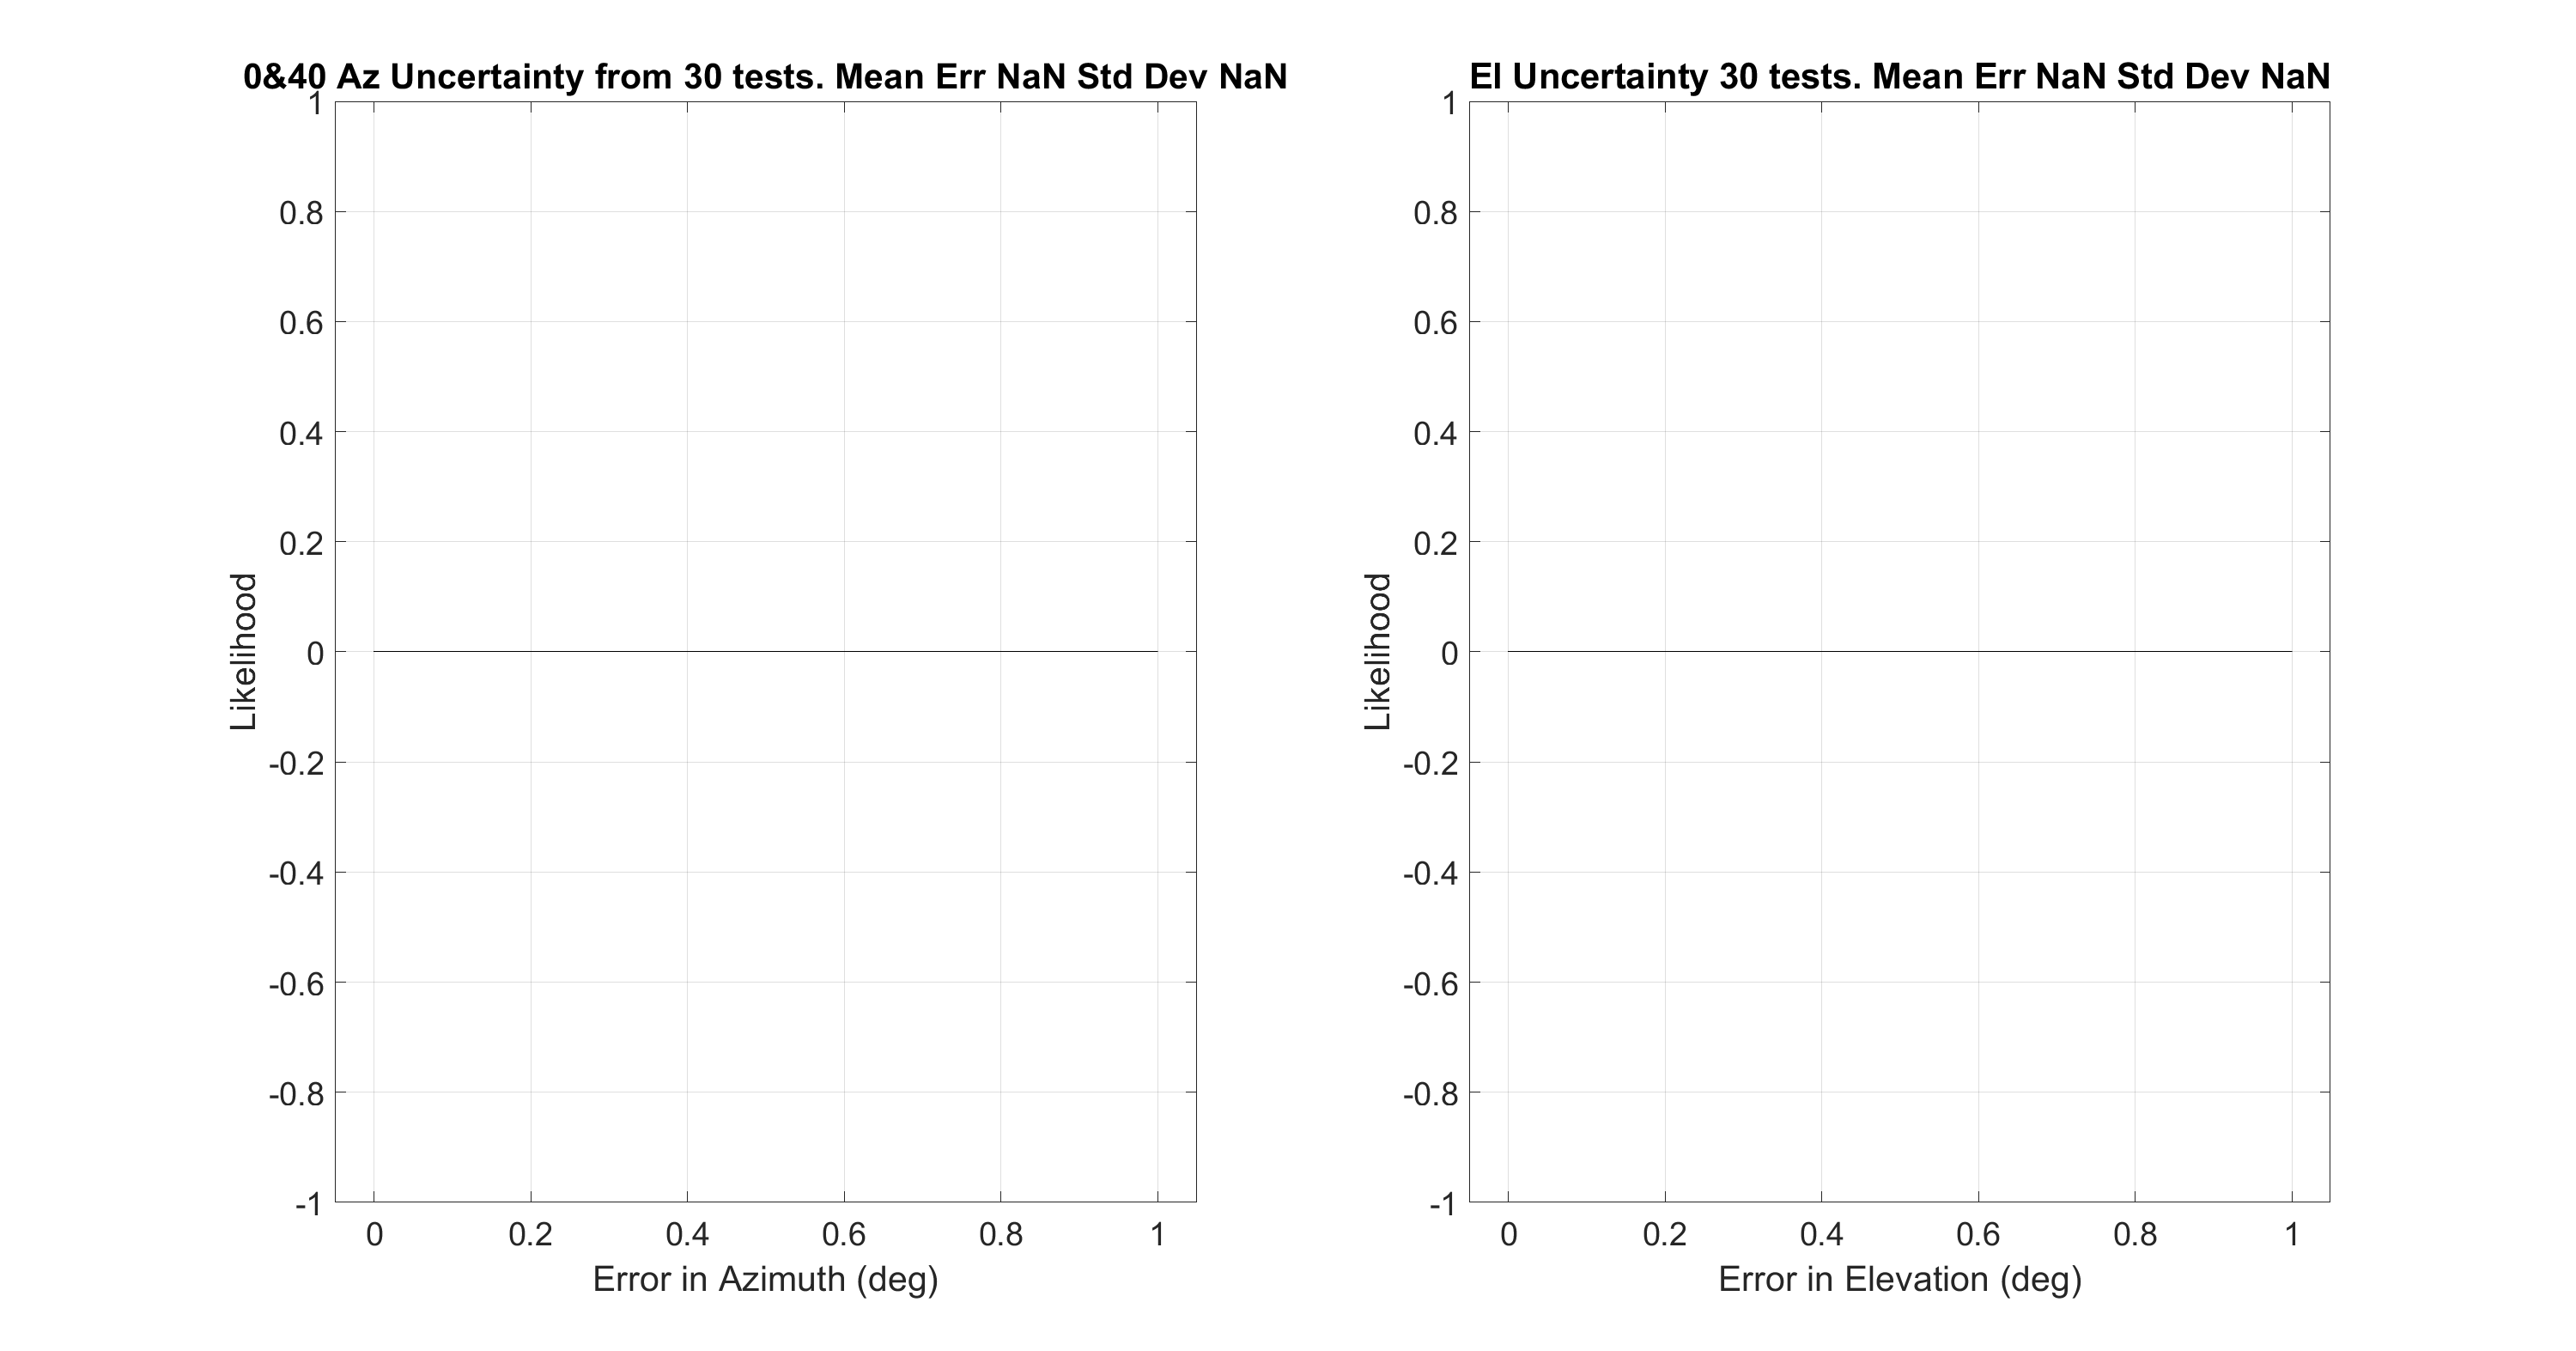 0&40 Az Uncertainty from 30 tests. Mean Err NaN Std Dev NaN
1
0.8
0.6
0.4
0.2
0
-0.2
-0.4
-0.6
-0.8
-1
Likelihood
0 0.2 0.4 0.6 0.8 1
Error in Azimuth (deg)
El Uncertainty 30 tests. Mean Err NaN Std Dev NaN
1
0.8
0.6
0.4
0.2
0
-0.2
-0.4
-0.6
-0.8
-1
Likelihood
0 0.2 0.4 0.6 0.8 1
Error in Elevation (deg)